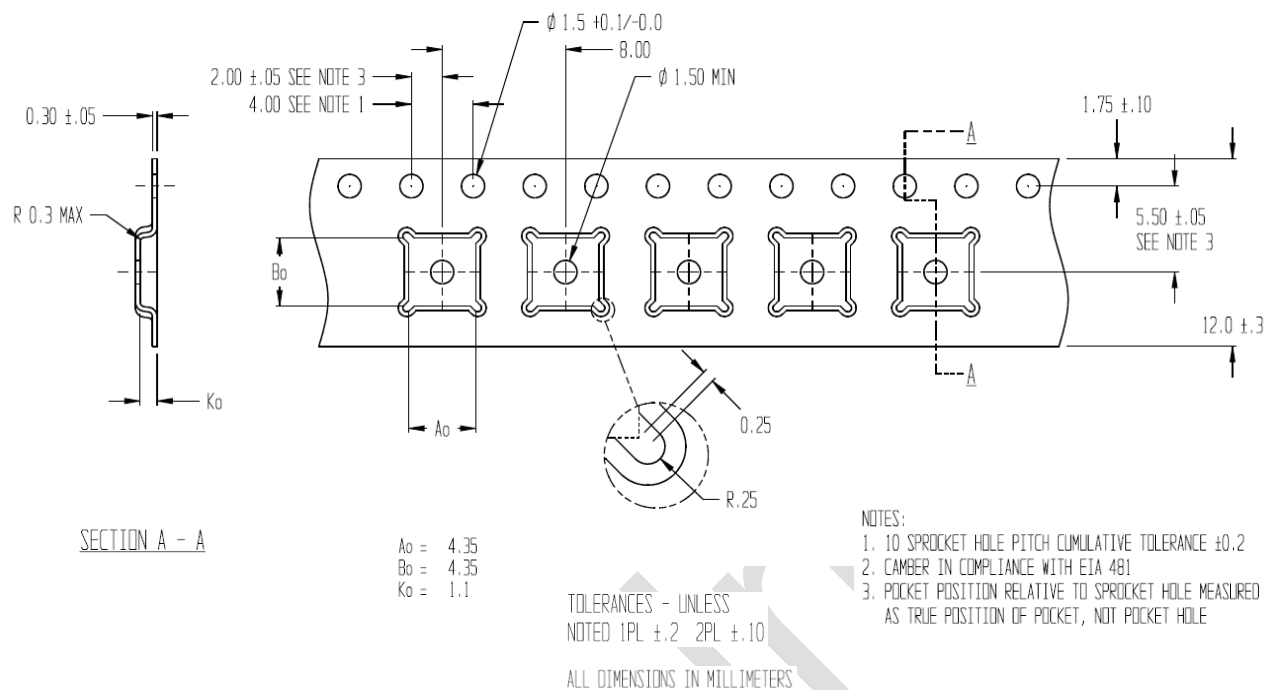 Ø 1.5 +0.1/-0.0
8.00
2.00 ±.05 SEE NOTE 3
Ø 1.50 MIN
4.00 SEE NOTE 1
1.75 ±.10
0.30 ±.05
A
R 0.3 MAX
5.50 ±.05
SEE NOTE 3
Bo
12.0 ±.3
A
Ko
Ao
0.25
R.25
SECTION A - A
Ao = 4.35
Bo = 4.35
Ko = 1.1
NOTES:
1. 10 SPROCKET HOLE PITCH CUMULATIVE TOLERANCE ±0.2
2. CAMBER IN COMPLIANCE WITH EIA 481
3. POCKET POSITION RELATIVE TO SPROCKET HOLE MEASURED
AS TRUE POSITION OF POCKET, NOT POCKET HOLE
TOLERANCES - UNLESS
NOTED 1PL ±.2 2PL ±.10
ALL DIMENSIONS IN MILLIMETERS